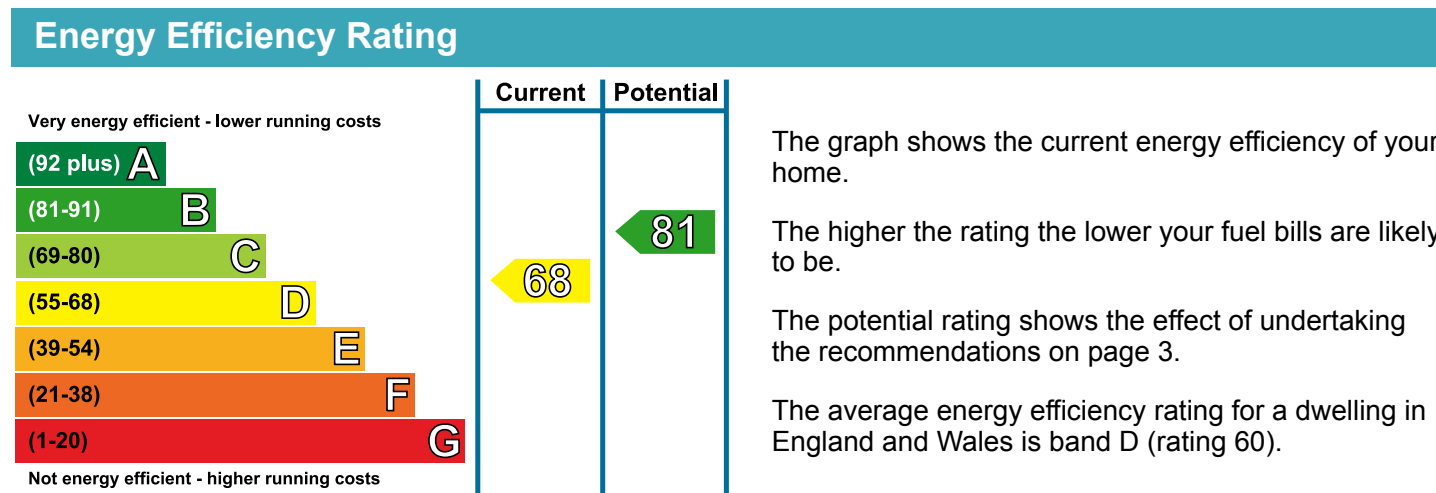 Energy Efficiency Rating
Current Potential
Very energy efficient - lower running costs
(92 plus) A
(81-91) B
81
(69-80) C
68
(55-68) D
(39-54) E
(21-38) F
(1-20) G
Not energy efficient - higher running costs
The graph shows the current energy efficiency of your
home.
The higher the rating the lower your fuel bills are likely
to be.
The potential rating shows the effect of undertaking
the recommendations on page 3.
The average energy efficiency rating for a dwelling in
England and Wales is band D (rating 60).